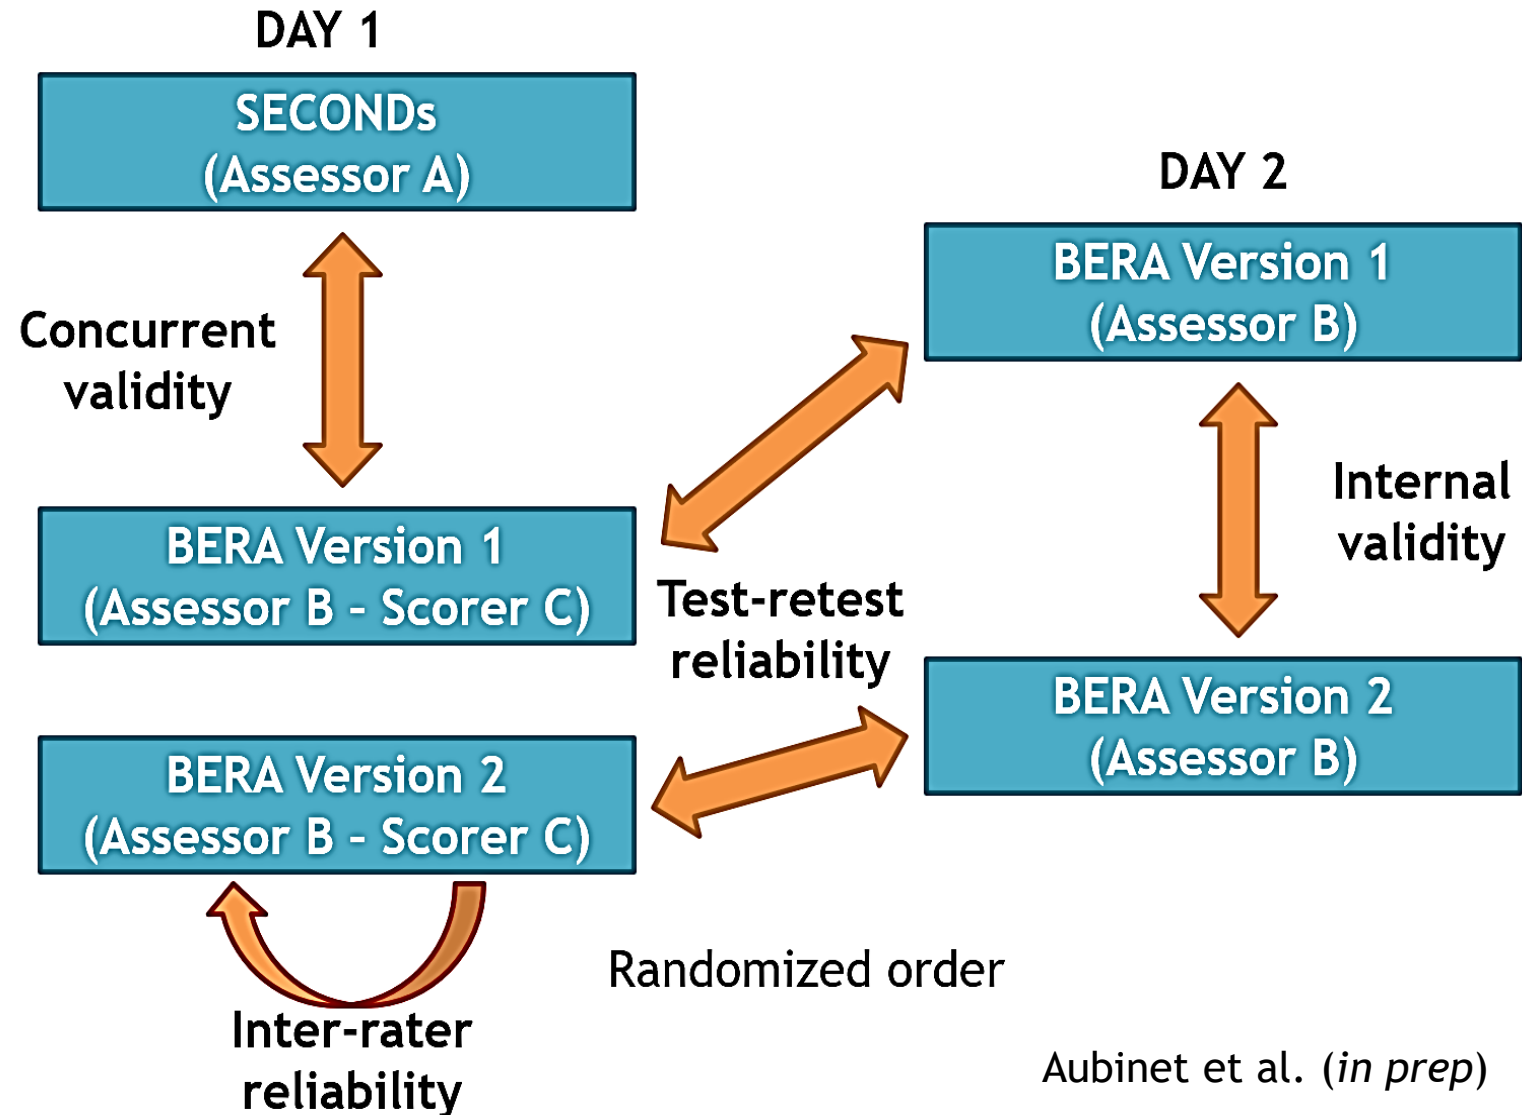 DAY 1
SECONDs
(Assessor A)
Concurrent
validity
BERA Version 1
(Assessor B – Scorer C)
BERA Version 2
(Assessor B – Scorer C)
Inter-rater
reliability
Test-retest
reliability
DAY 2
BERA Version 1
(Assessor B)
Internal
validity
BERA Version 2
(Assessor B)
Randomized order
Aubinet et al. (in prep)